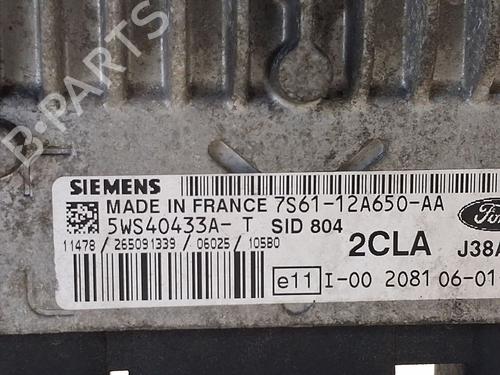 B-PARTS
SIEMENS
MADE IN FRANCE 7S61-12A650-AA
5WS40433A- T SID 804
Ford
11478 / 265091339 / 06025 / 105B0
2CLA J38A
e11 I-00 2081 06-01